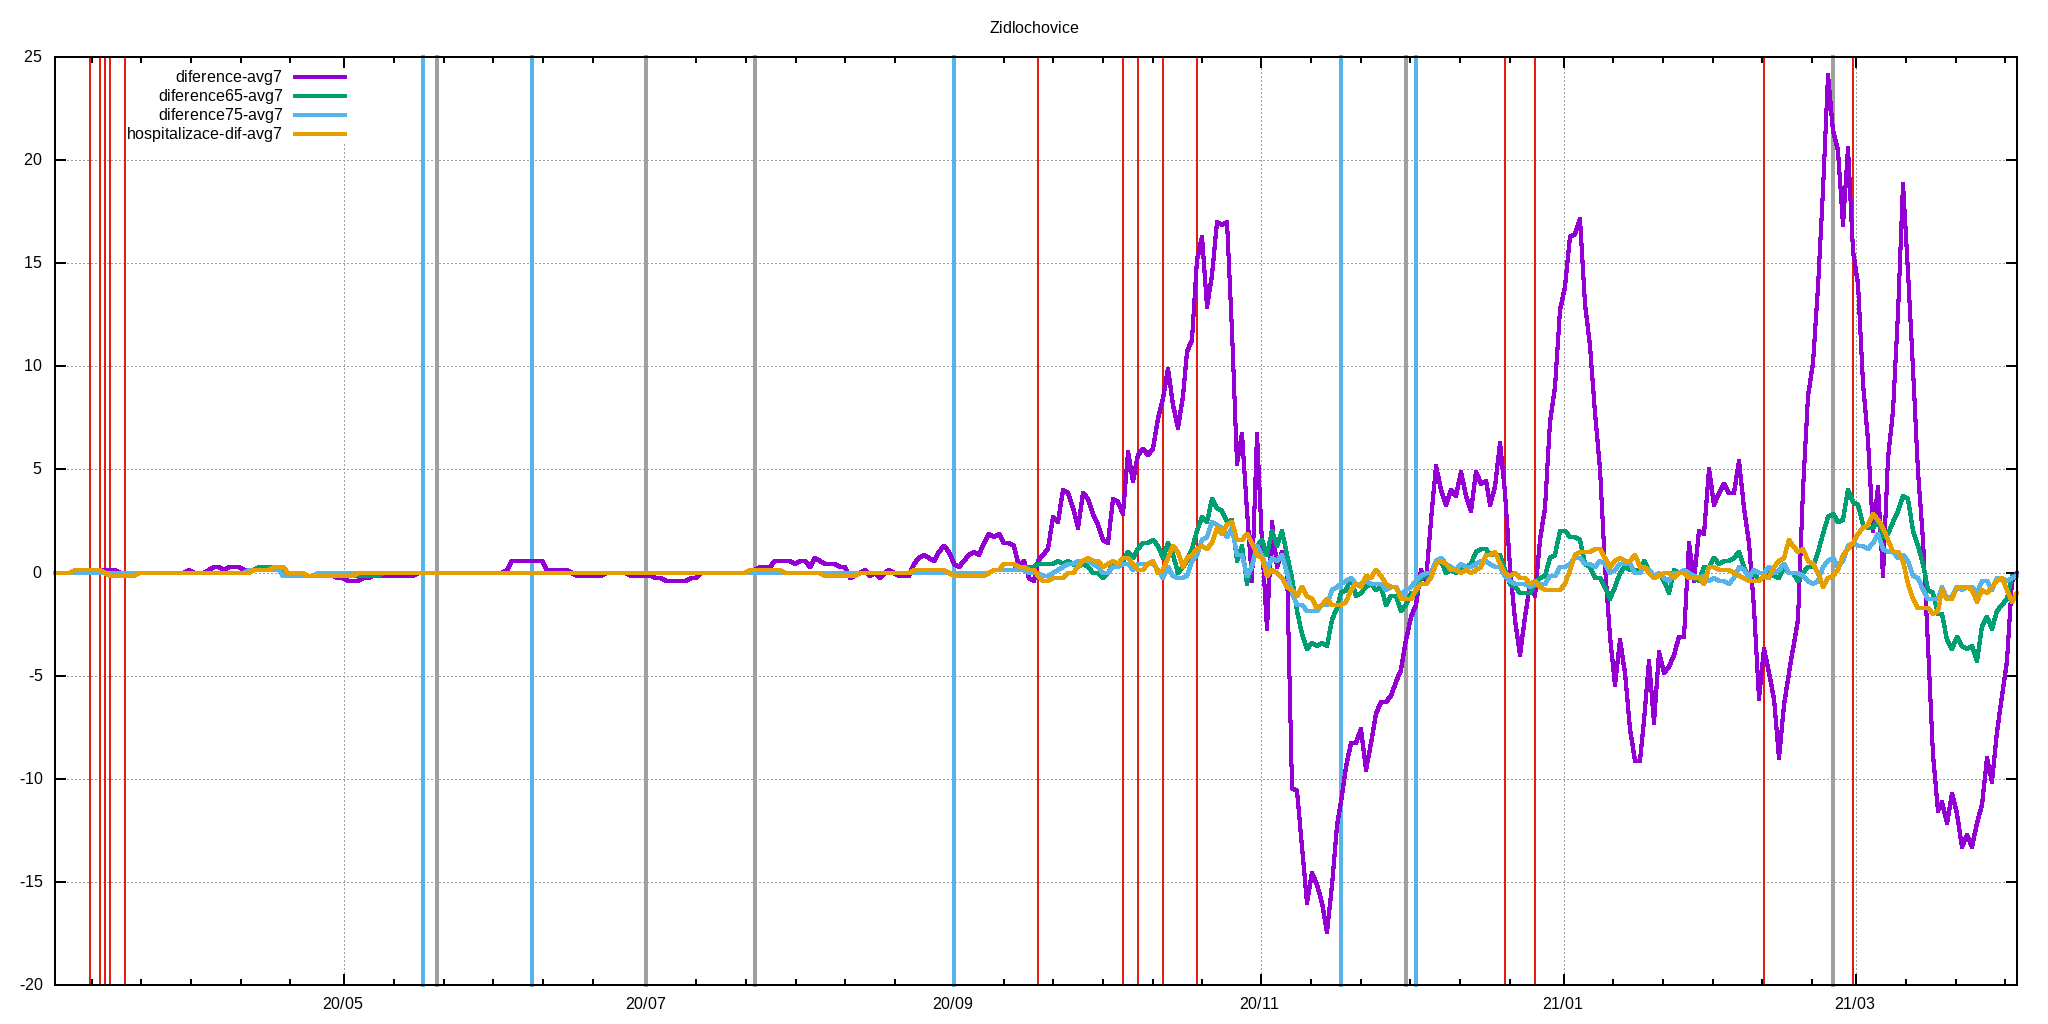 Zidlochovice
25
20
15
10
5
0
-5
-10
-15
-20
diference-avg7
diference65-avg7
diference75-avg7
hospitalizace-dif-avg7
20/05 20/07 20/09 20/11 21/01 21/03